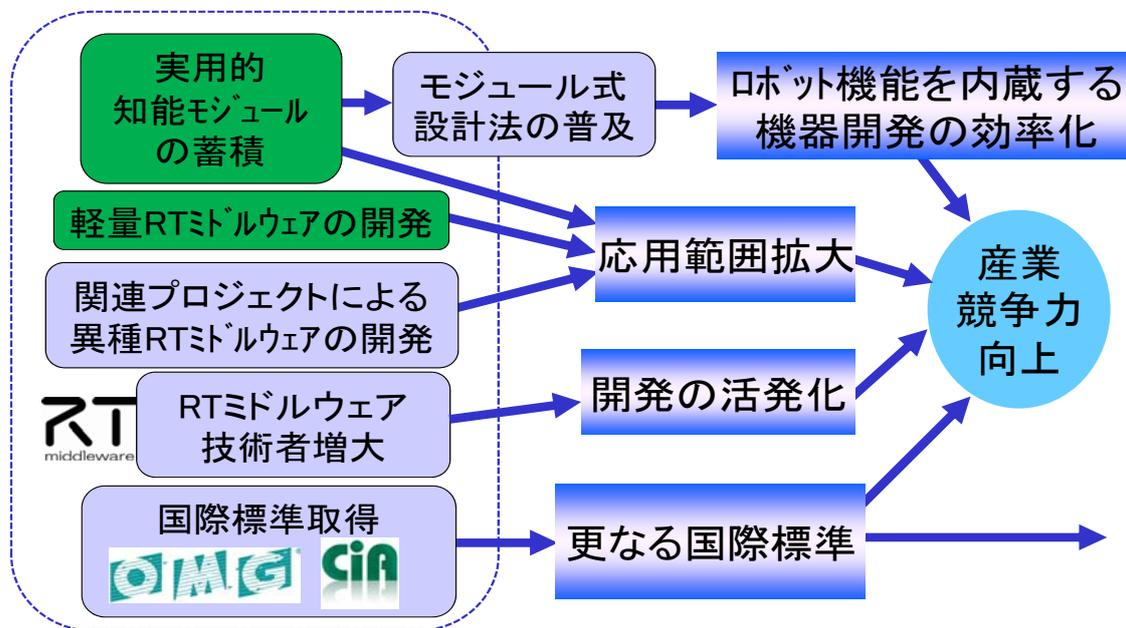 実用的
知能ﾓｼﾞｭｰﾙ
の蓄積
モジュール式
設計法の普及
ﾛﾎﾞｯﾄ機能を内蔵する
機器開発の効率化
軽量RTﾐﾄﾞﾙｳｪｱの開発
応用範囲拡大
産業
競争力
向上
関連プロジェクトによる
異種RTﾐﾄﾞﾙｳｪｱの開発
RT
middleware
RTミドルウェア
技術者増大
開発の活発化
国際標準取得
OMG
CiA
更なる国際標準